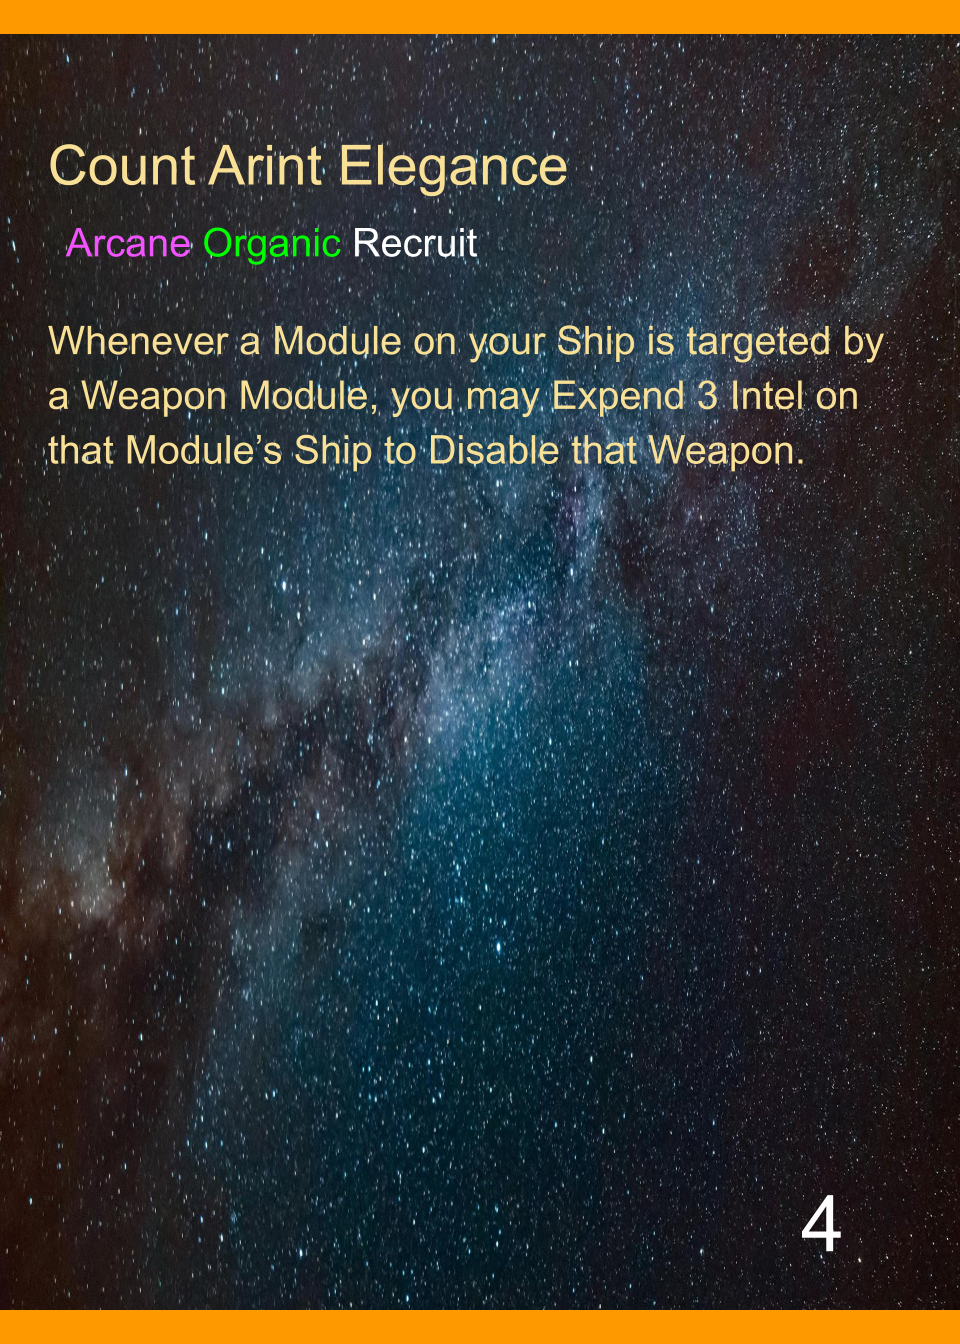 Count Arint Elegance
Arcane Organic Recruit
Whenever a Module on your Ship is targeted by
a Weapon Module, you may Expend 3 Intel on
that Module’s Ship to Disable that Weapon.
4